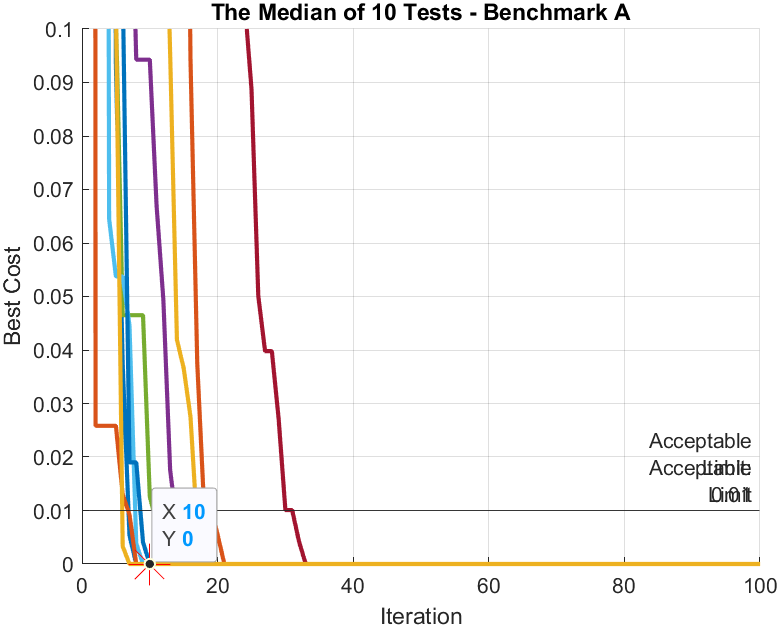 The Median of 10 Tests - Benchmark A
0.1
0.09
0.08
0.07
0.06
0.05
0.04
0.03
0.02
0.01
0
Best Cost
Acceptable
Acceptable
Limit
X 10
Y 0
0
20
40
60
80
100
Iteration